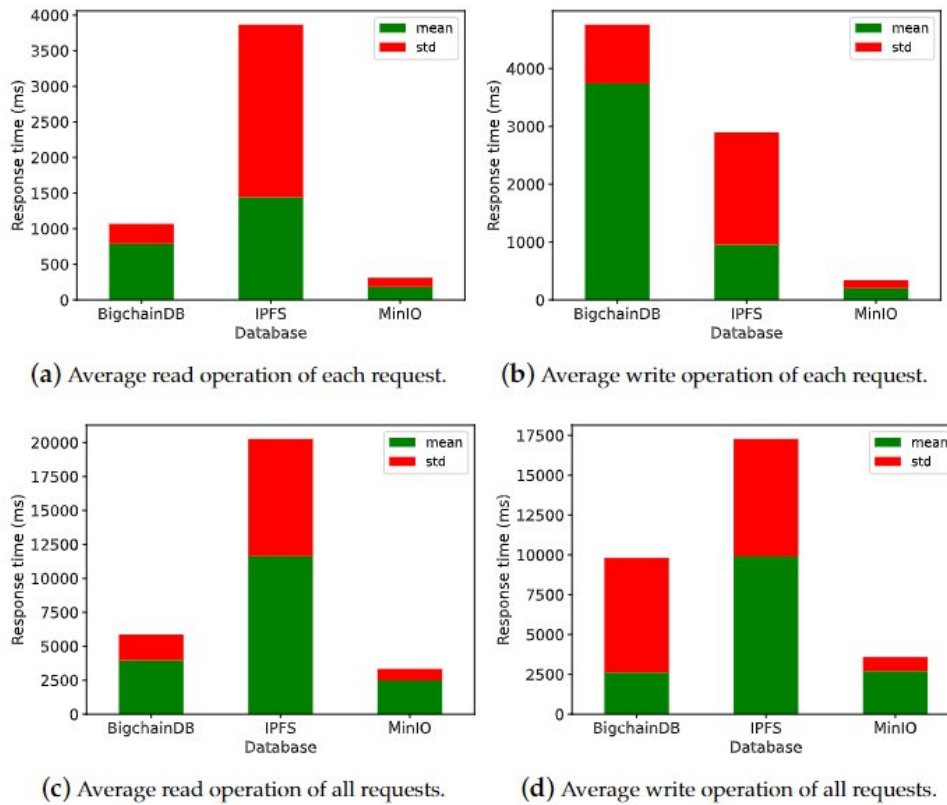 4000
3500
3000
2500
2000
1500
1000
500
0
Response time (ms)
mean
std
BigchainDB IPFS MinIO
Database
(a) Average read operation of each request.
4000
3000
2000
1000
0
Response time (ms)
mean
std
BigchainDB IPFS MinIO
Database
(b) Average write operation of each request.
20000
17500
15000
12500
10000
7500
5000
2500
0
Response time (ms)
mean
std
BigchainDB IPFS MinIO
Database
(c) Average read operation of all requests.
17500
15000
12500
10000
7500
5000
2500
0
Response time (ms)
mean
std
BigchainDB IPFS MinIO
Database
(d) Average write operation of all requests.